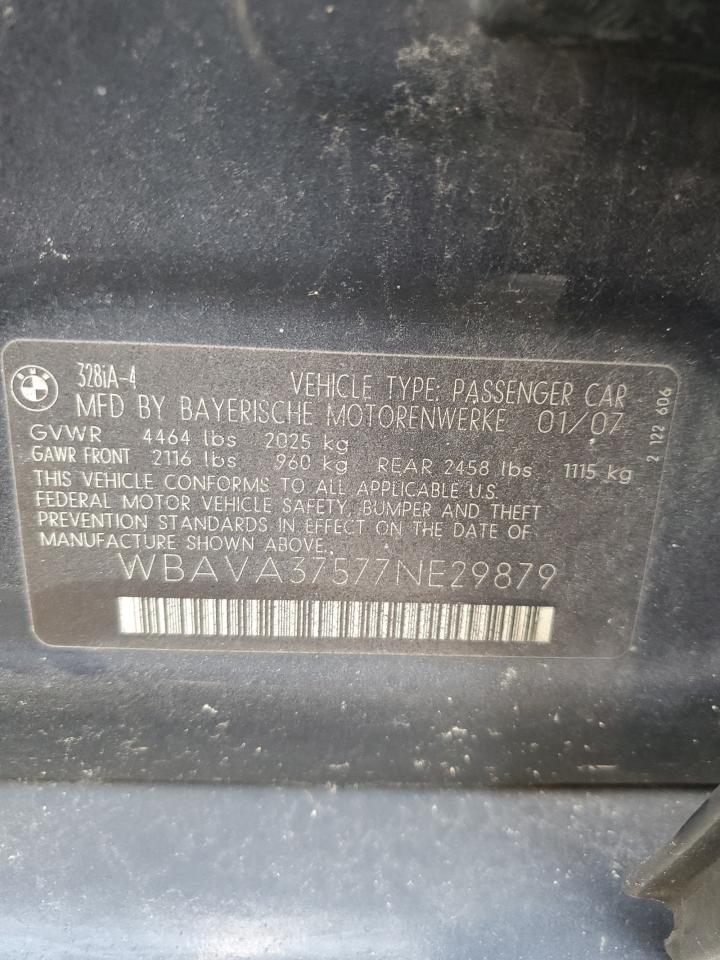 328iA-4 VEHICLE TYPE: PASSENGER CAR
MFD BY BAYERISCHE MOTORENWERKE 01/07
GVWR 4464 lbs 2025 kg
GAWR FRONT 2116 lbs 960 kg REAR 2458 lbs 1115 kg
THIS VEHICLE CONFORMS TO ALL APPLICABLE U.S.
FEDERAL MOTOR VEHICLE SAFETY, BUMPER AND THEFT
PREVENTION STANDARDS IN EFFECT ON THE DATE OF
MANUFACTURE SHOWN ABOVE.
WBAVA37577NE29879
2 122 606